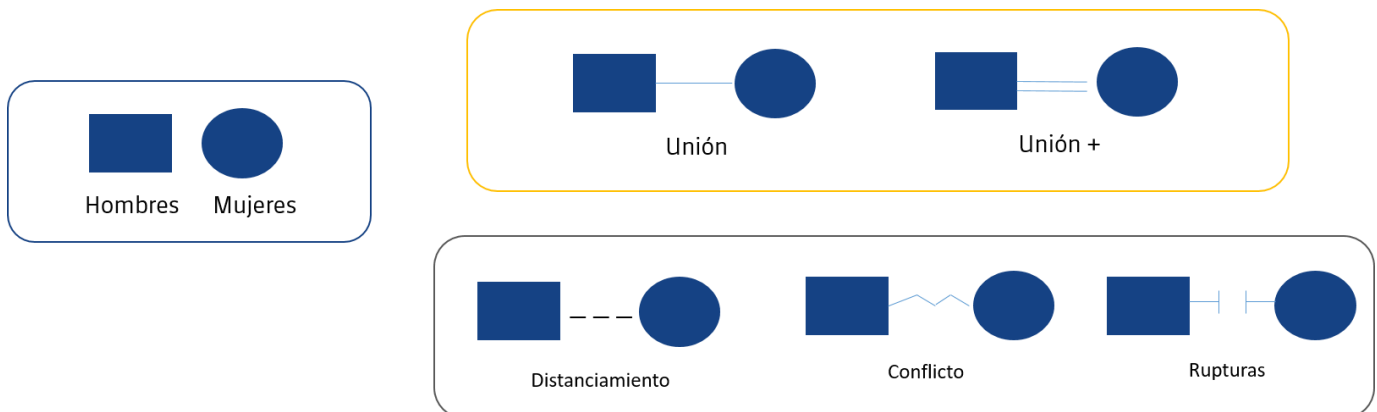 Hombres Mujeres
Unión
Unión +
Distanciamiento
Conflicto
Rupturas